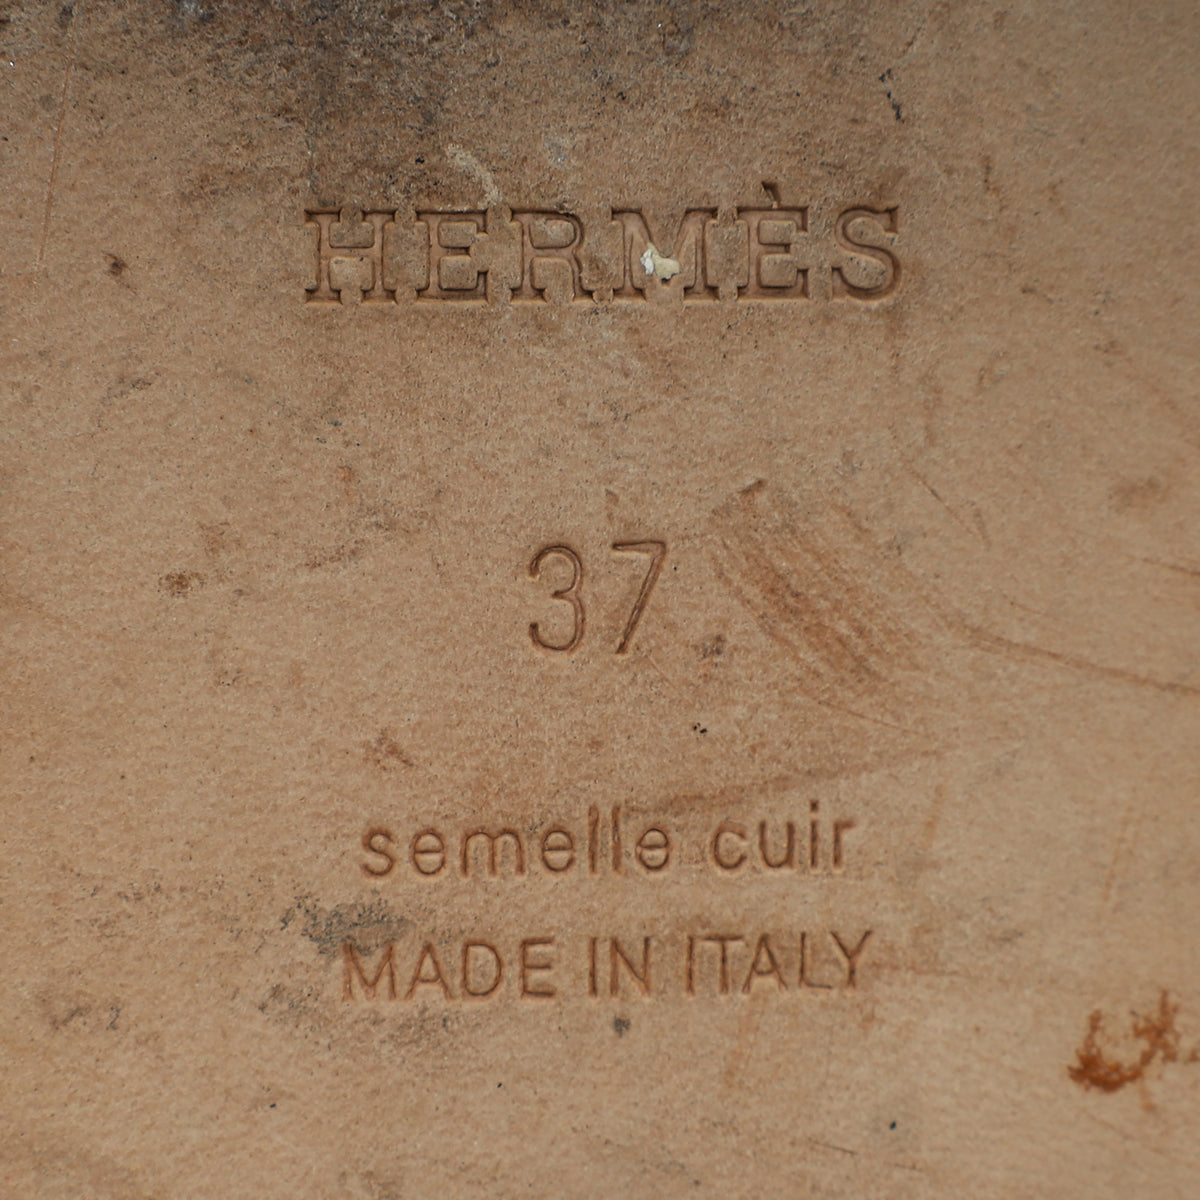 HERMÈS
37
semelle cuir
MADE IN ITALY